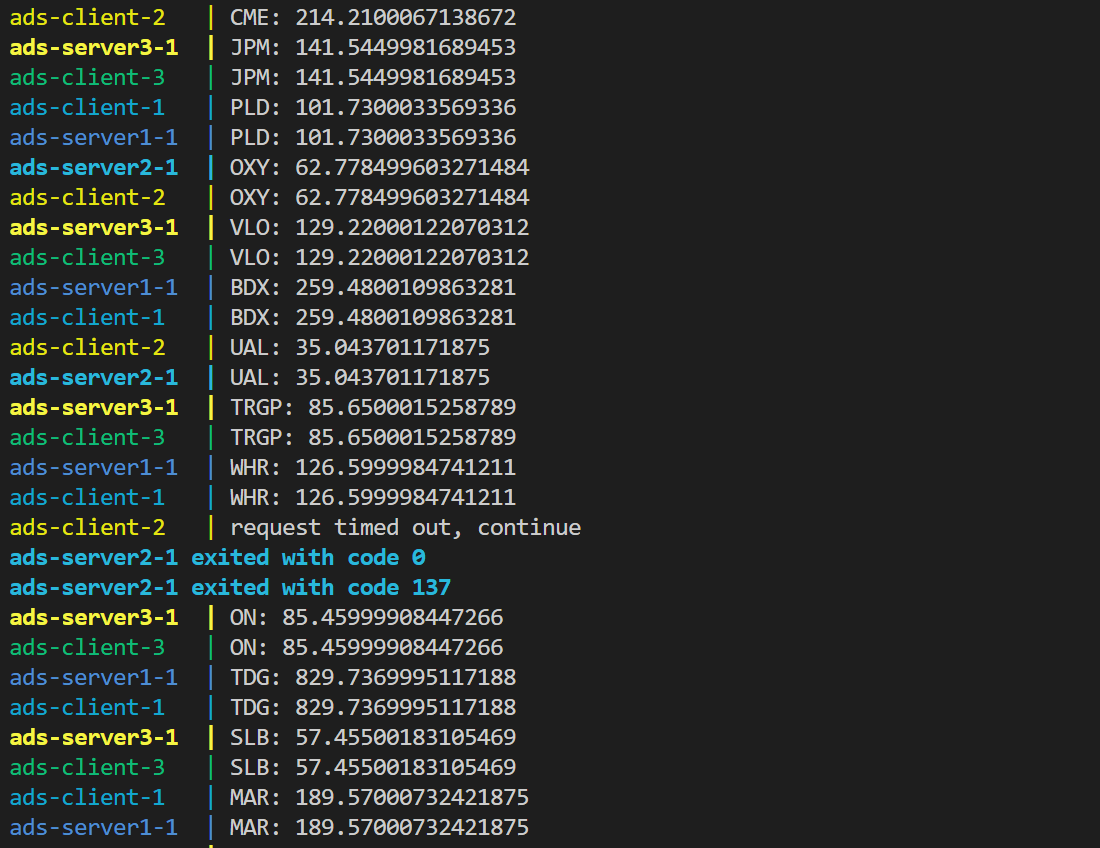 ads-client-2 | CME: 214.2100067138672
ads-server3-1 | JPM: 141.5449981689453
ads-client-3 | JPM: 141.5449981689453
ads-client-1 | PLD: 101.7300033569336
ads-server1-1 | PLD: 101.7300033569336
ads-server2-1 | OXY: 62.778499603271484
ads-client-2 | OXY: 62.778499603271484
ads-server3-1 | VLO: 129.22000122070312
ads-client-3 | VLO: 129.22000122070312
ads-server1-1 | BDX: 259.4800109863281
ads-client-1 | BDX: 259.4800109863281
ads-client-2 | UAL: 35.043701171875
ads-server2-1 | UAL: 35.043701171875
ads-server3-1 | TRGP: 85.6500015258789
ads-client-3 | TRGP: 85.6500015258789
ads-server1-1 | WHR: 126.5999984741211
ads-client-1 | WHR: 126.5999984741211
ads-client-2 | request timed out, continue
ads-server2-1 exited with code 0
ads-server2-1 exited with code 137
ads-server3-1 | ON: 85.45999908447266
ads-client-3 | ON: 85.45999908447266
ads-server1-1 | TDG: 829.7369995117188
ads-client-1 | TDG: 829.7369995117188
ads-server3-1 | SLB: 57.45500183105469
ads-client-3 | SLB: 57.45500183105469
ads-client-1 | MAR: 189.57000732421875
ads-server1-1 | MAR: 189.57000732421875